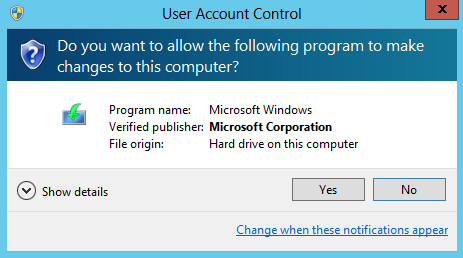 User Account Control
Do you want to allow the following program to make
changes to this computer?
Program name: Microsoft Windows
Verified publisher: Microsoft Corporation
File origin: Hard drive on this computer
Show details
Yes No
Change when these notifications appear